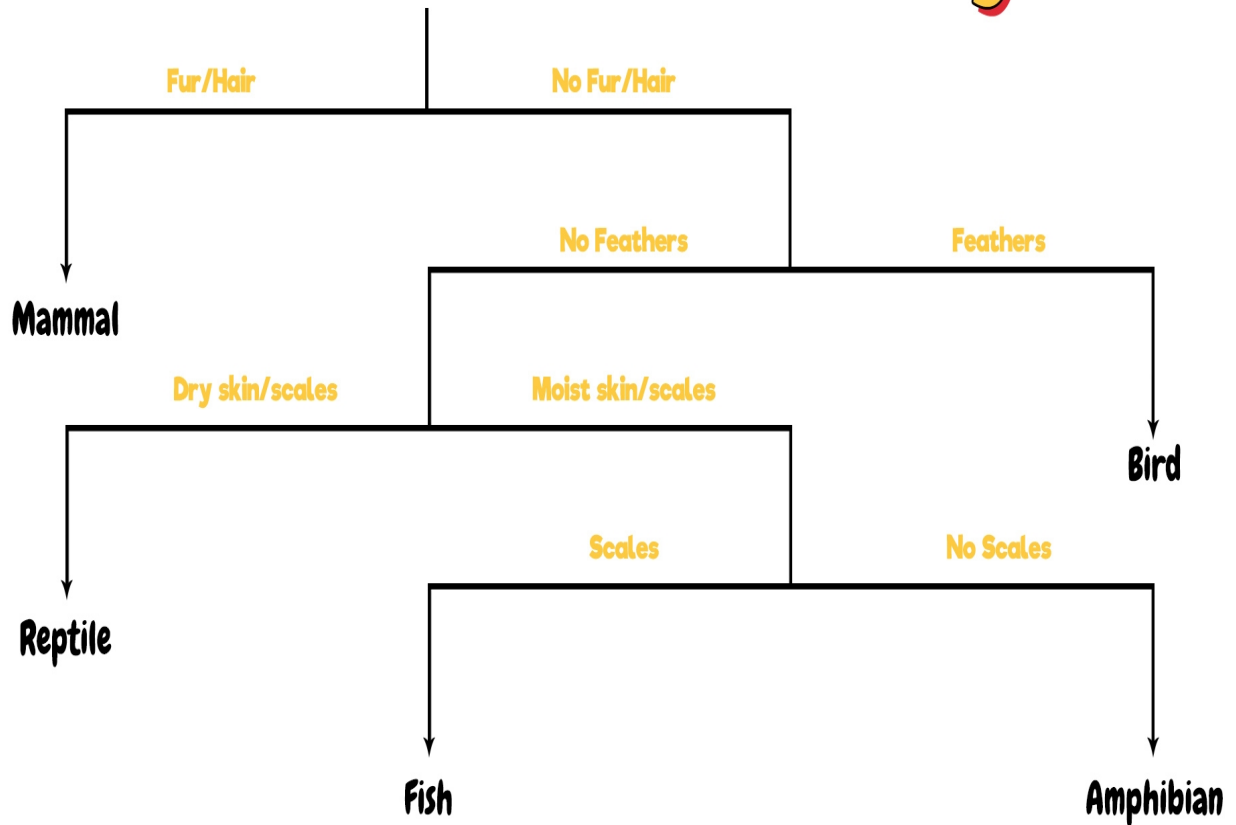 Fur/Hair
No Fur/Hair
No Feathers
Feathers
Mammal
Dry skin/scales
Moist skin/scales
Bird
Scales
No Scales
Reptile
Fish
Amphibian